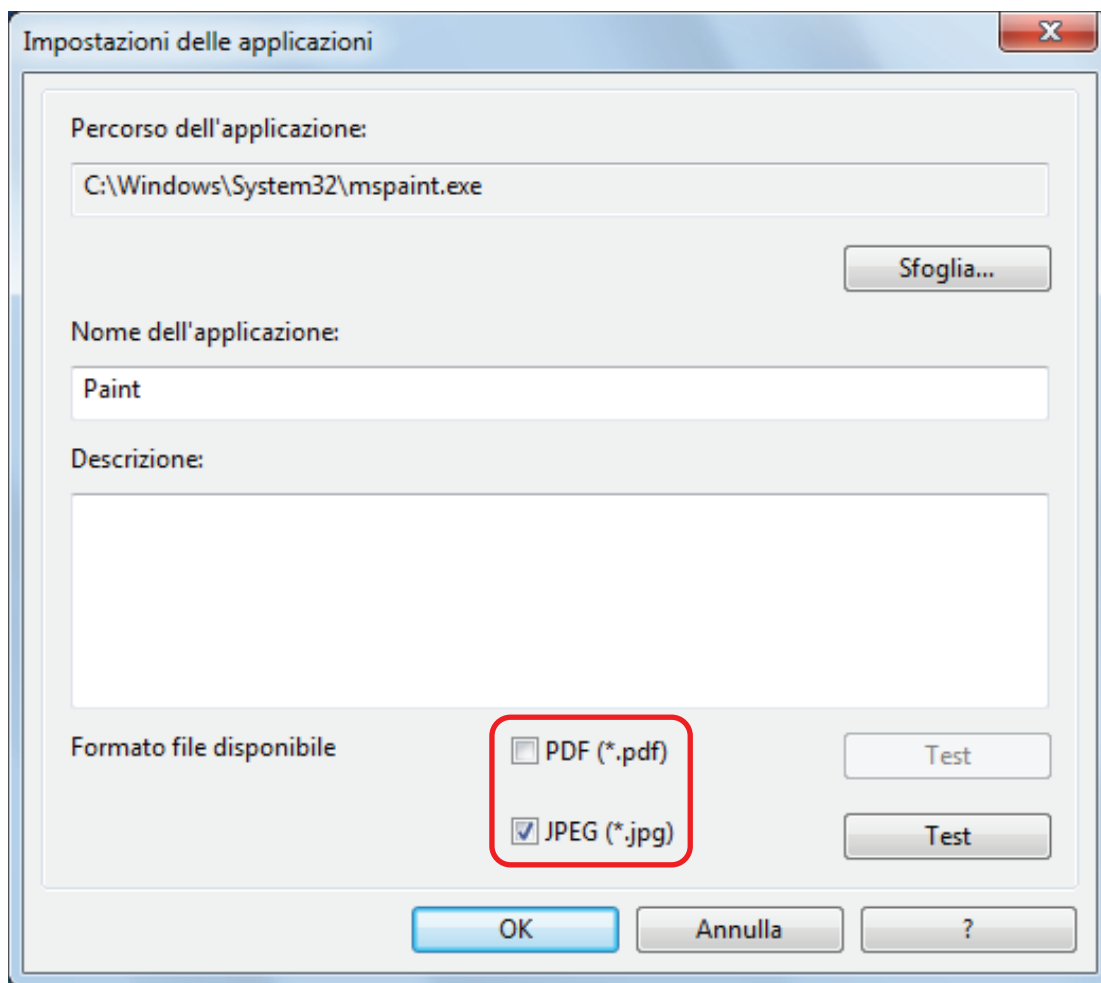 Impostazioni delle applicazioni
Percorso dell'applicazione:
C:\Windows\System32\mspaint.exe
Sfoglia...
Nome dell'applicazione:
Paint
Descrizione:
Formato file disponibile
PDF (*.pdf)
Test
JPEG (*.jpg)
Test
OK
Annulla
?